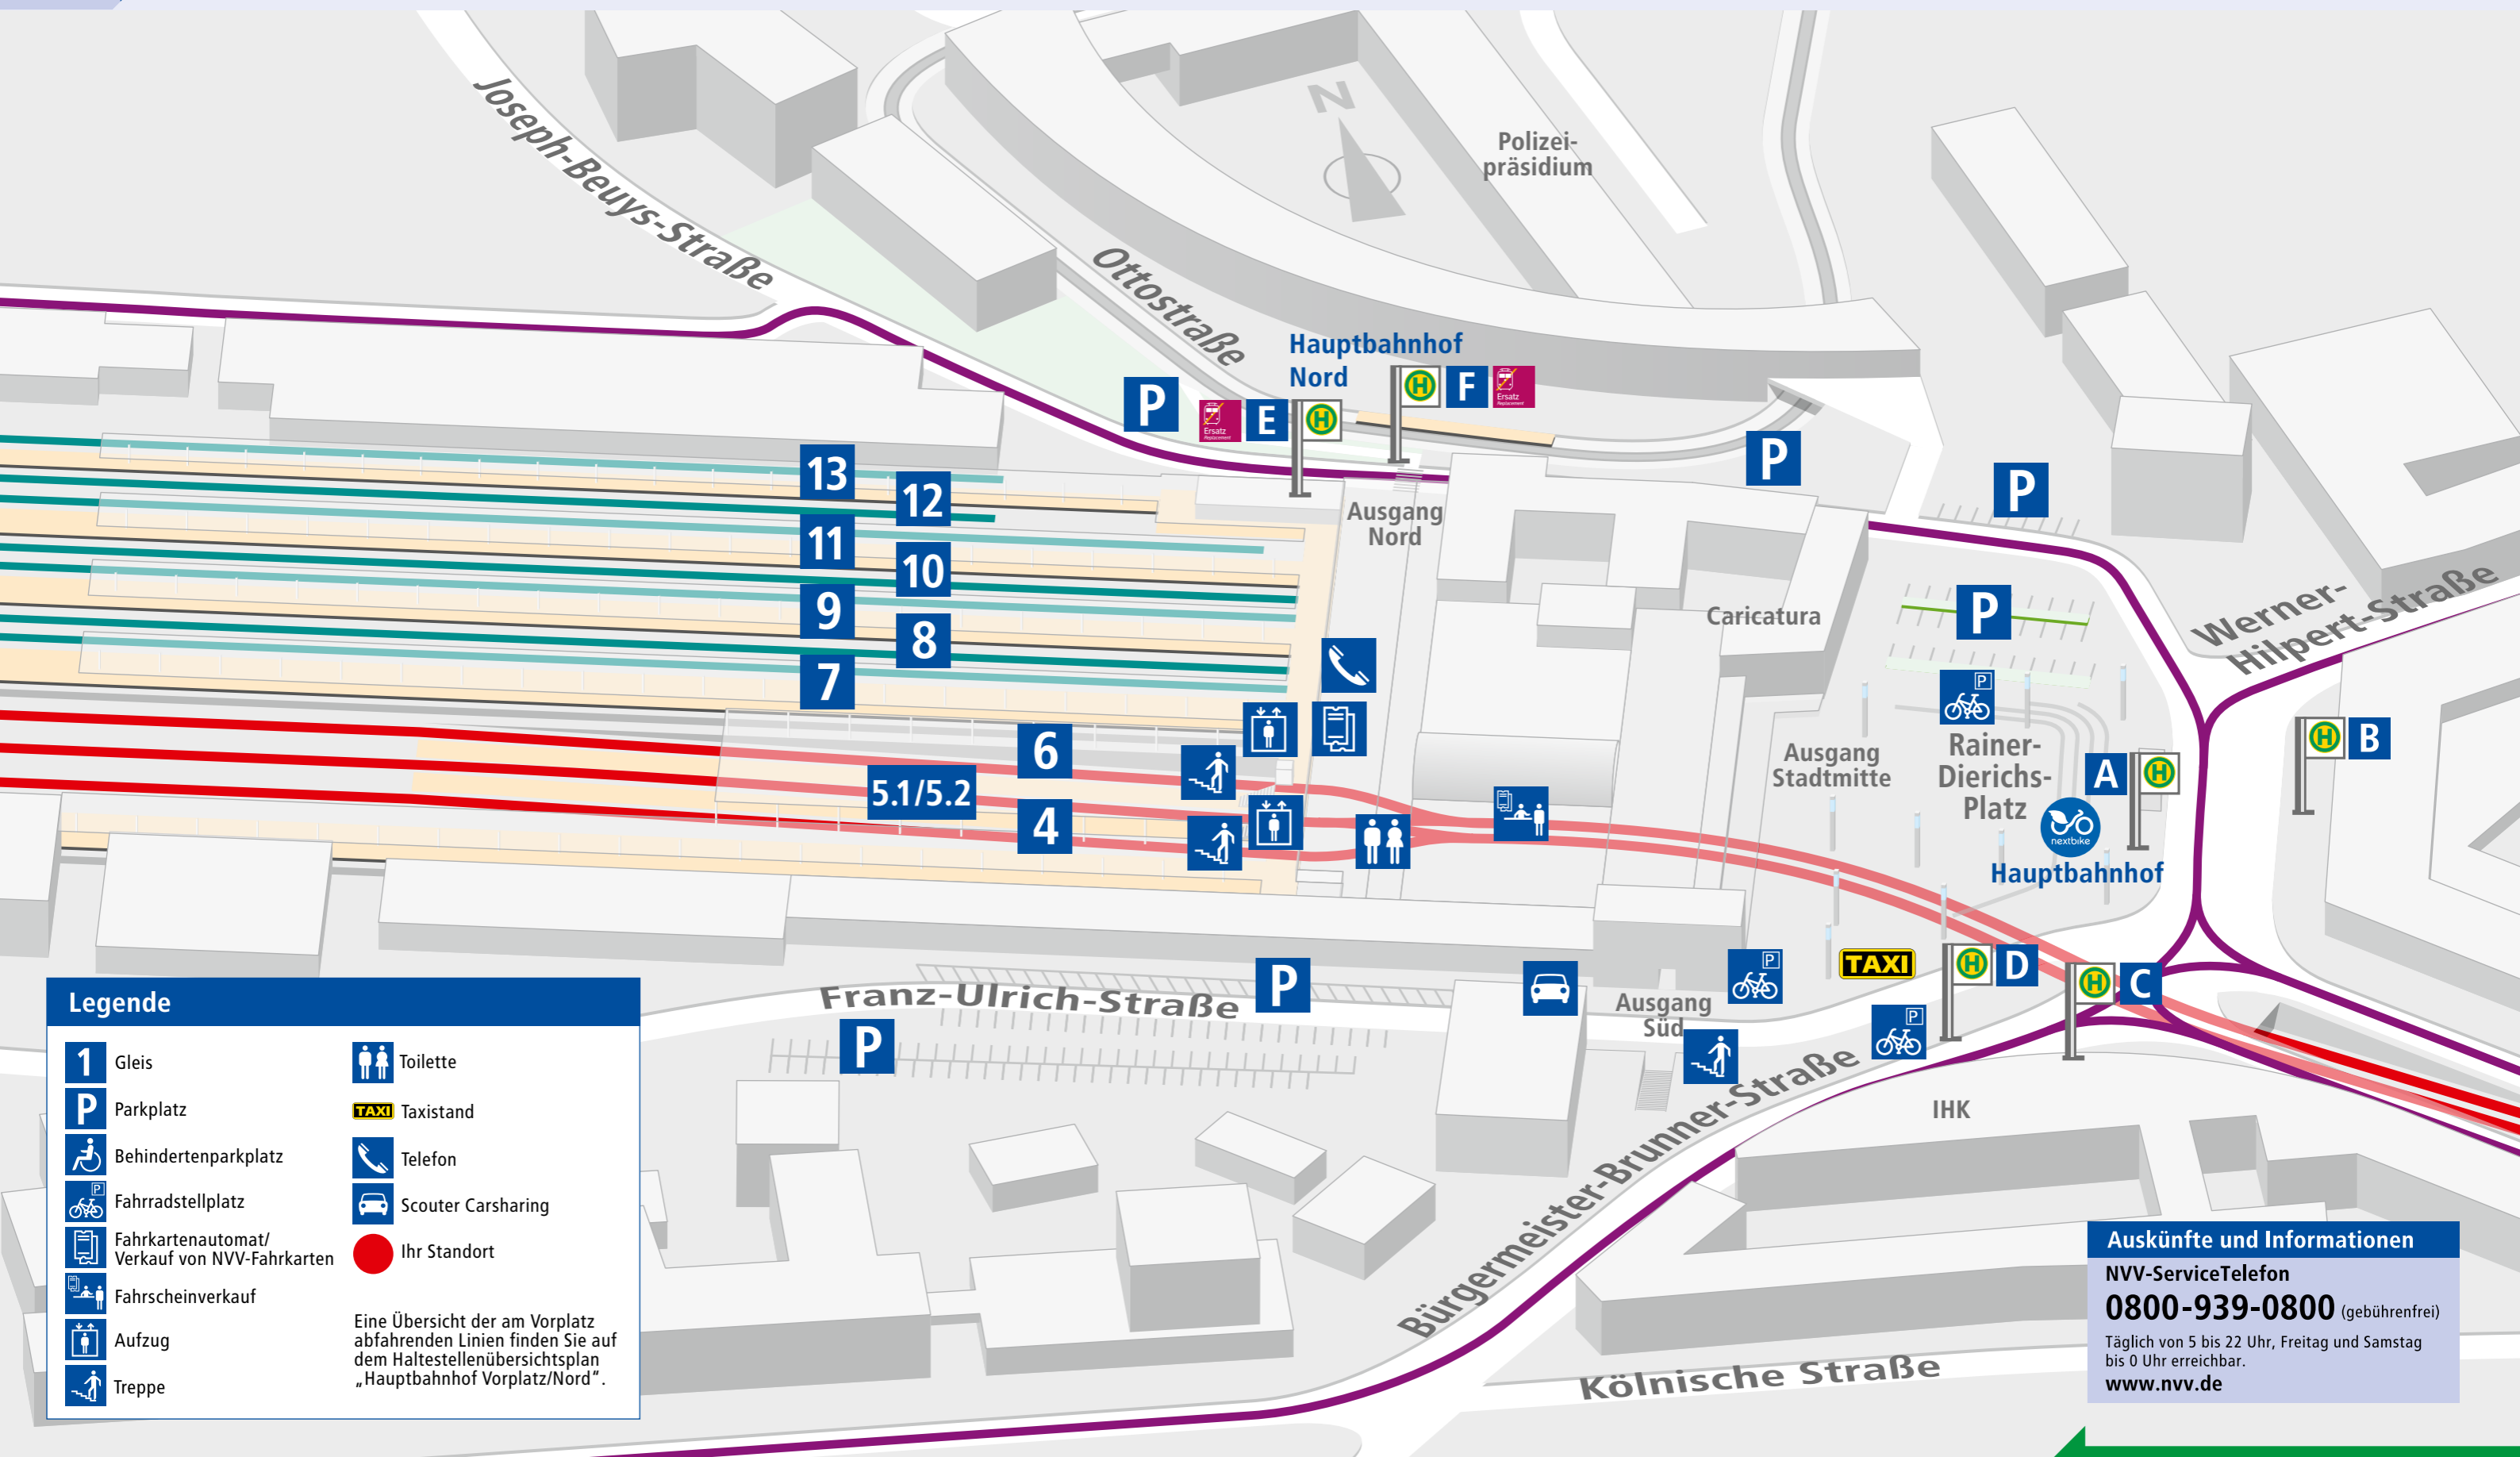 Joseph-Beuys-Straße
N
Polizei-
präsidium
Ottostraße
Hauptbahnhof
Nord
P
Ersatz
Replacement
E
H
H
F
Ersatz
Replacement
P
P
Ausgang
Nord
13
12
11
10
9
8
7
6
5.1/5.2
4
Caricatura
P
Werner-
Hilpert-Straße
P
Ausgang
Stadtmitte
Rainer-
Dierichs-
Platz
nextbike
Hauptbahnhof
A
H
H
B
Franz-Ulrich-Straße
P
P
Ausgang
Süd
P
TAXI
H
D
H
C
P
Bürgermeister-Brunner-Straße
IHK
Kölnische Straße
Legende
1 Gleis
P Parkplatz
Behindertenparkplatz
P Fahrradstellplatz
Fahrkartenautomat/
Verkauf von NVV-Fahrkarten
Fahrscheinverkauf
Aufzug
Treppe
Toilette
TAXI Taxistand
Telefon
Scouter Carsharing
Ihr Standort
Eine Übersicht der am Vorplatz
abfahrenden Linien finden Sie auf
dem Haltestellenübersichtsplan
„Hauptbahnhof Vorplatz/Nord“.
Auskünfte und Informationen
NVV-ServiceTelefon
0800-939-0800 (gebührenfrei)
Täglich von 5 bis 22 Uhr, Freitag und Samstag
bis 0 Uhr erreichbar.
www.nvv.de